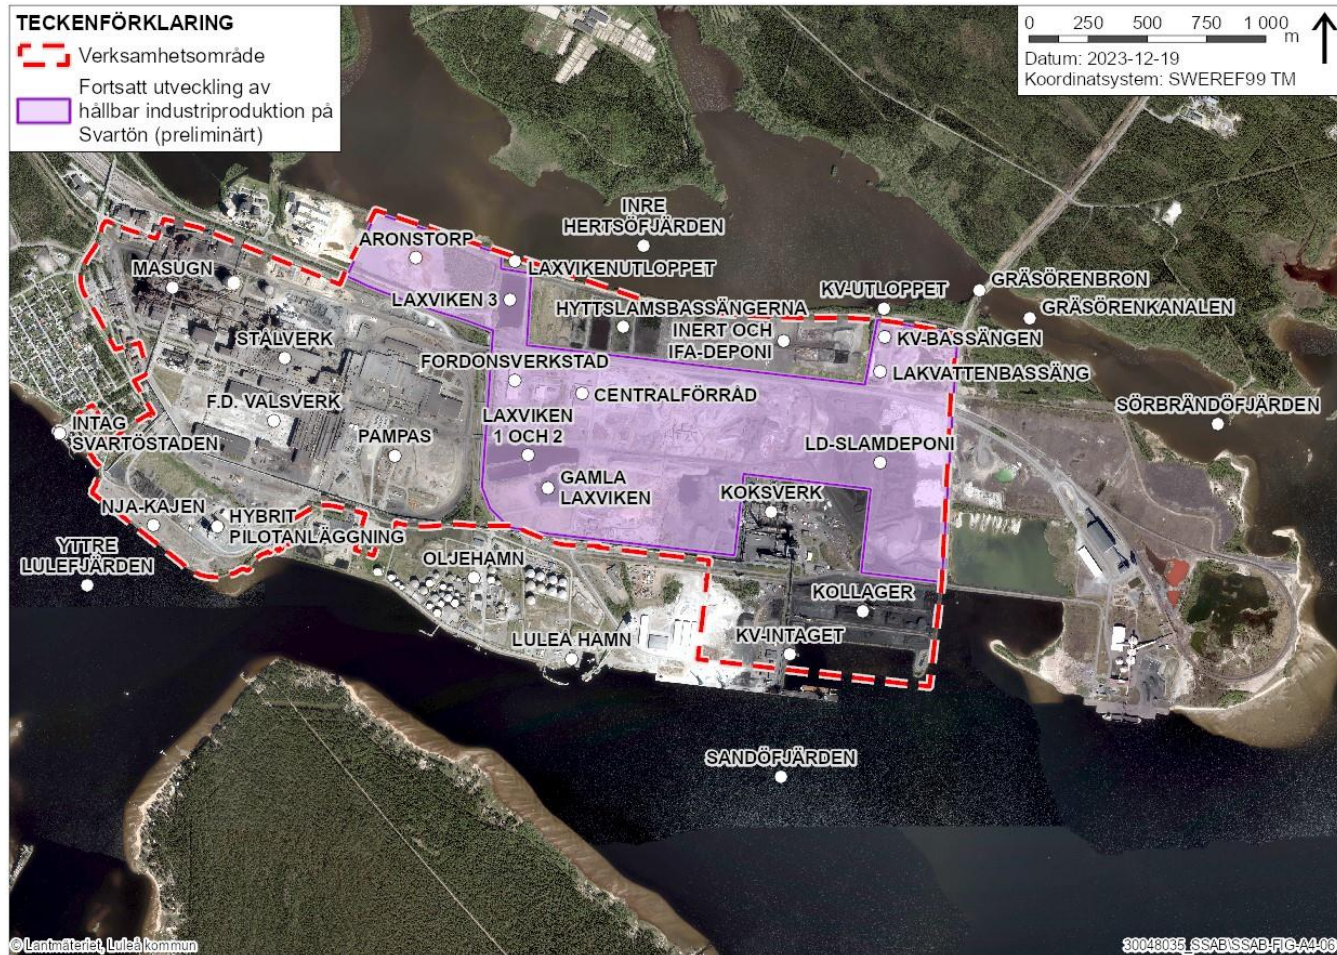 TECKENFÖRKLARING
Verksamhetsområde
Fortsatt utveckling av
hållbar industriproduktion på
Svartön (preliminärt)
0 250 500 750 1 000
m
Datum: 2023-12-19
Koordinatsystem: SWEREF99 TM
INRE
HERTSÖFJÄRDEN
ARONSTORP
LAXVIKENUTLOPPET
MASUGN
LAXVIKEN 3
HYTTSLAMSBASSÄNGERNA
KV-UTLOPPET
GRÄSÖRENBRON
GRÄSÖRENKANALEN
INERT OCH
IFA-DEPONI
KV-BASSÄNGEN
STÅLVERK
FORDONSVERKSTAD
LAKVATTENBASSÄNG
CENTRALFÖRRÅD
F.D. VALSVERK
SÖRBRÄNDÖFJÄRDEN
INTAG
SVARTÖSTADEN
LAXVIKEN
1 OCH 2
PAMPAS
LD-SLAMDEPONI
GAMLA
LAXVIKEN
KOKSVERK
NJA-KAJEN
HYBRIT
PILOTANLÄGGNING
YTTRE
LULEFJÄRDEN
OLJEHAMN
KOLLAGER
LULEÅ HAMN
KV-INTAGET
SANDÖFJÄRDEN
© Lantmäteriet, Luleå kommun
30048035_SSAB\SSAB-FIG-A4-06